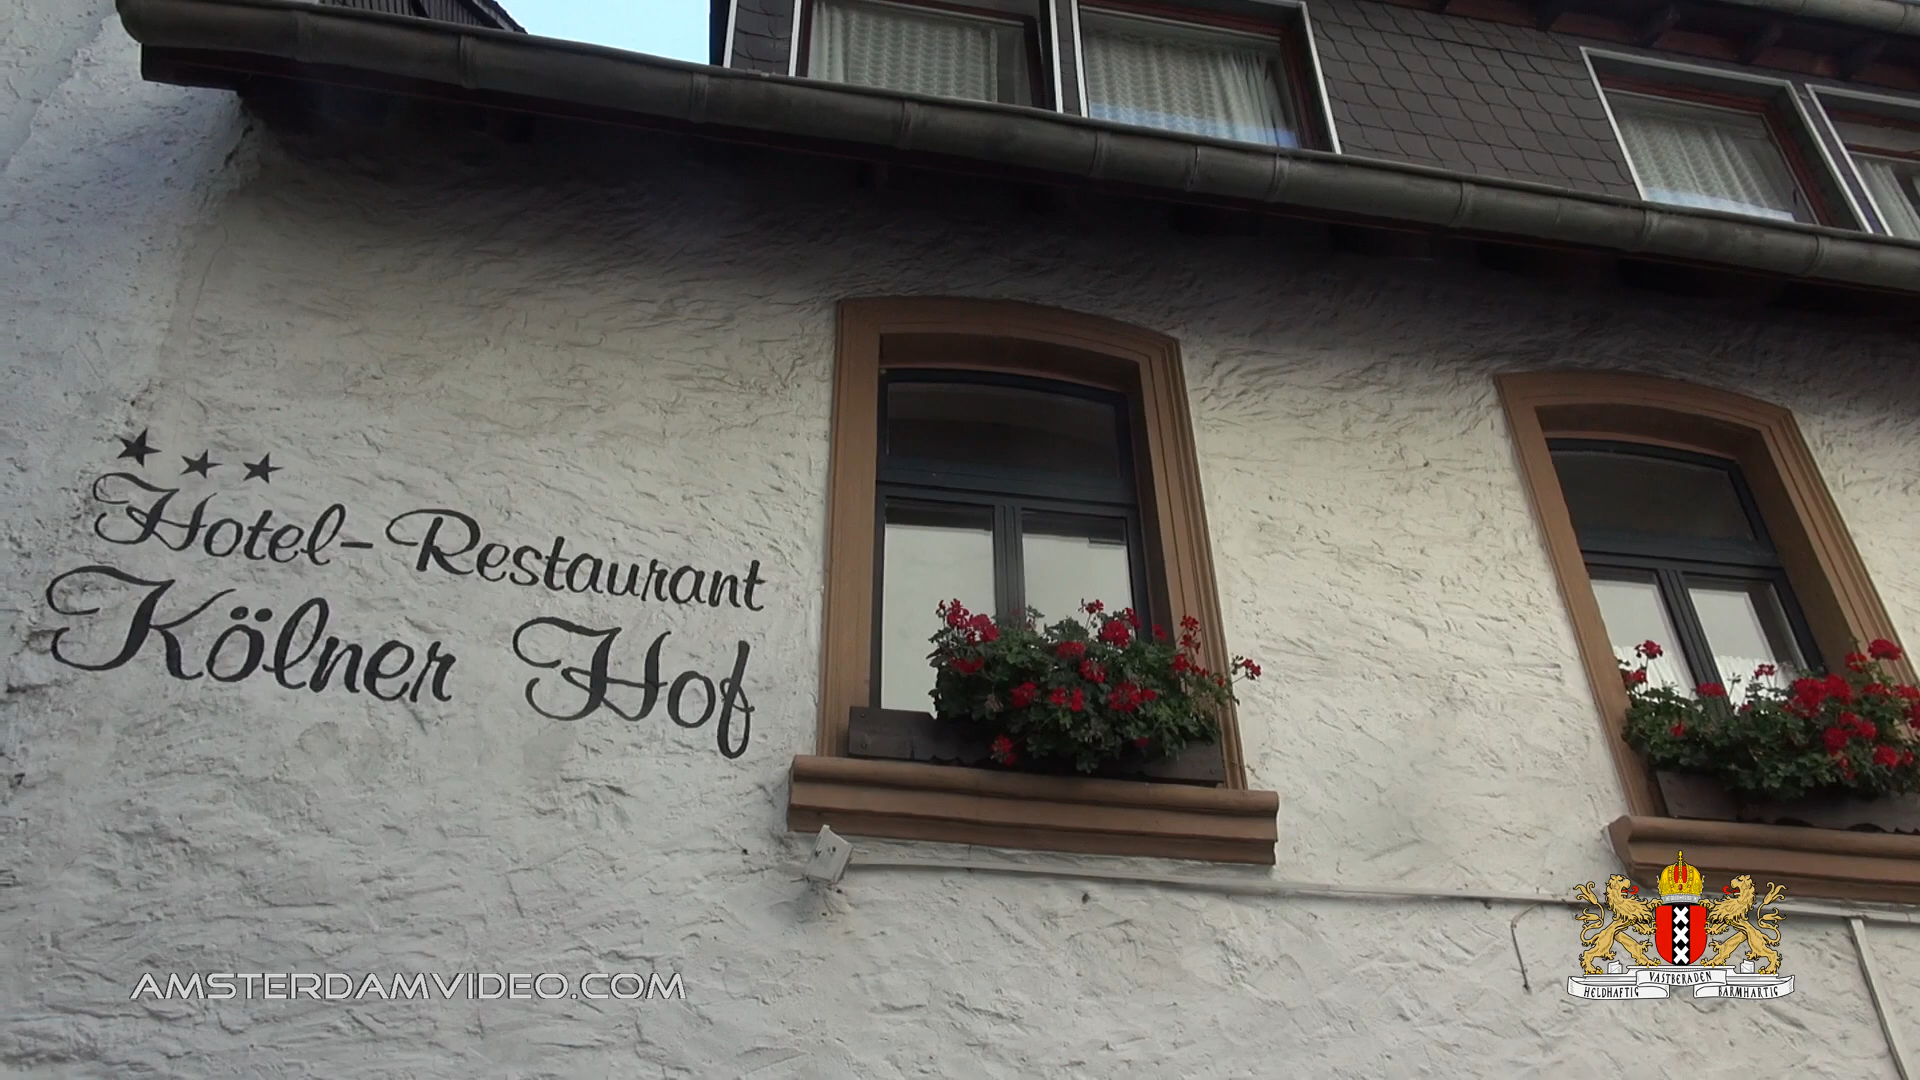 ★ ★ ★
Hotel-Restaurant
Kölner Hof
AMSTERDAMVIDEO.COM
VASTBERADEN
HELDHAFTIG BARMHARTIG